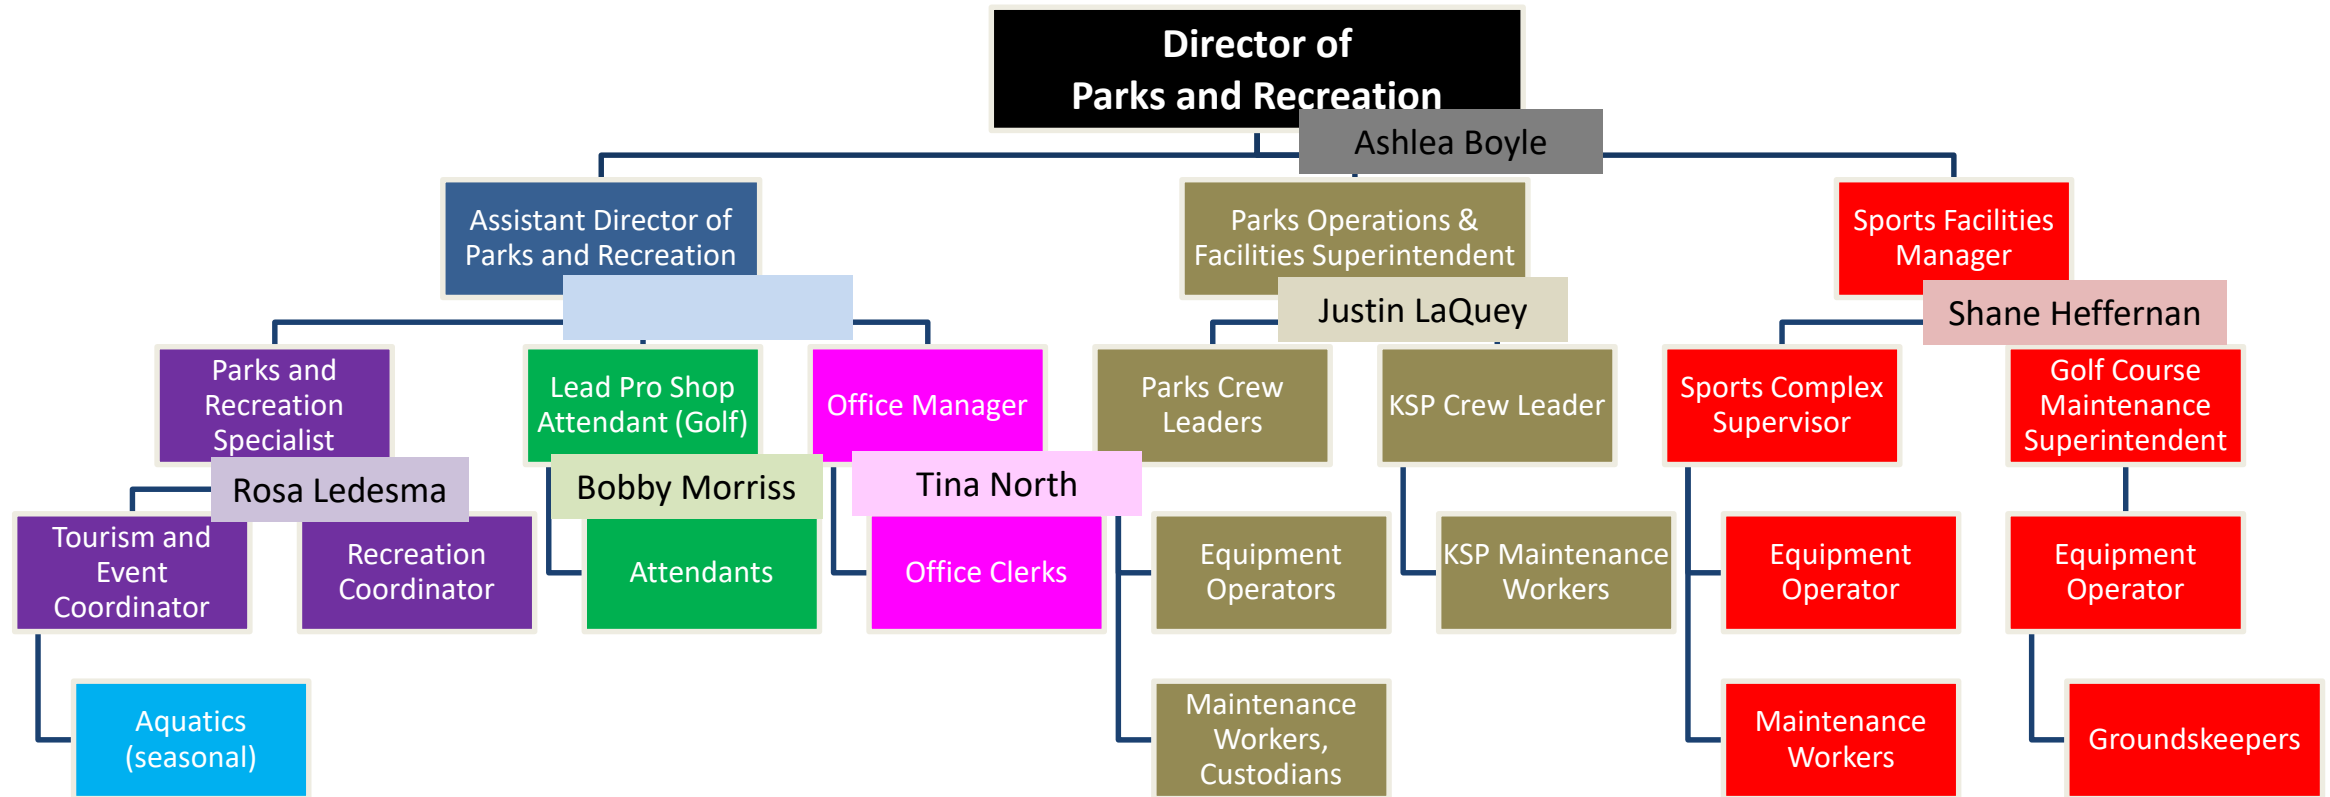 Director of
Parks and Recreation
Ashlea Boyle
Assistant Director of
Parks and Recreation
Parks Operations &
Facilities Superintendent
Justin LaQuey
Sports Facilities
Manager
Shane Heffernan
Parks and
Recreation
Specialist
Rosa Ledesma
Lead Pro Shop
Attendant (Golf)
Bobby Morriss
Office Manager
Tina North
Parks Crew
Leaders
KSP Crew Leader
Sports Complex
Supervisor
Golf Course
Maintenance
Superintendent
Tourism and
Event
Coordinator
Recreation
Coordinator
Attendants
Office Clerks
Equipment
Operators
KSP Maintenance
Workers
Equipment
Operator
Equipment
Operator
Aquatics
(seasonal)
Maintenance
Workers,
Custodians
Maintenance
Workers
Groundskeepers